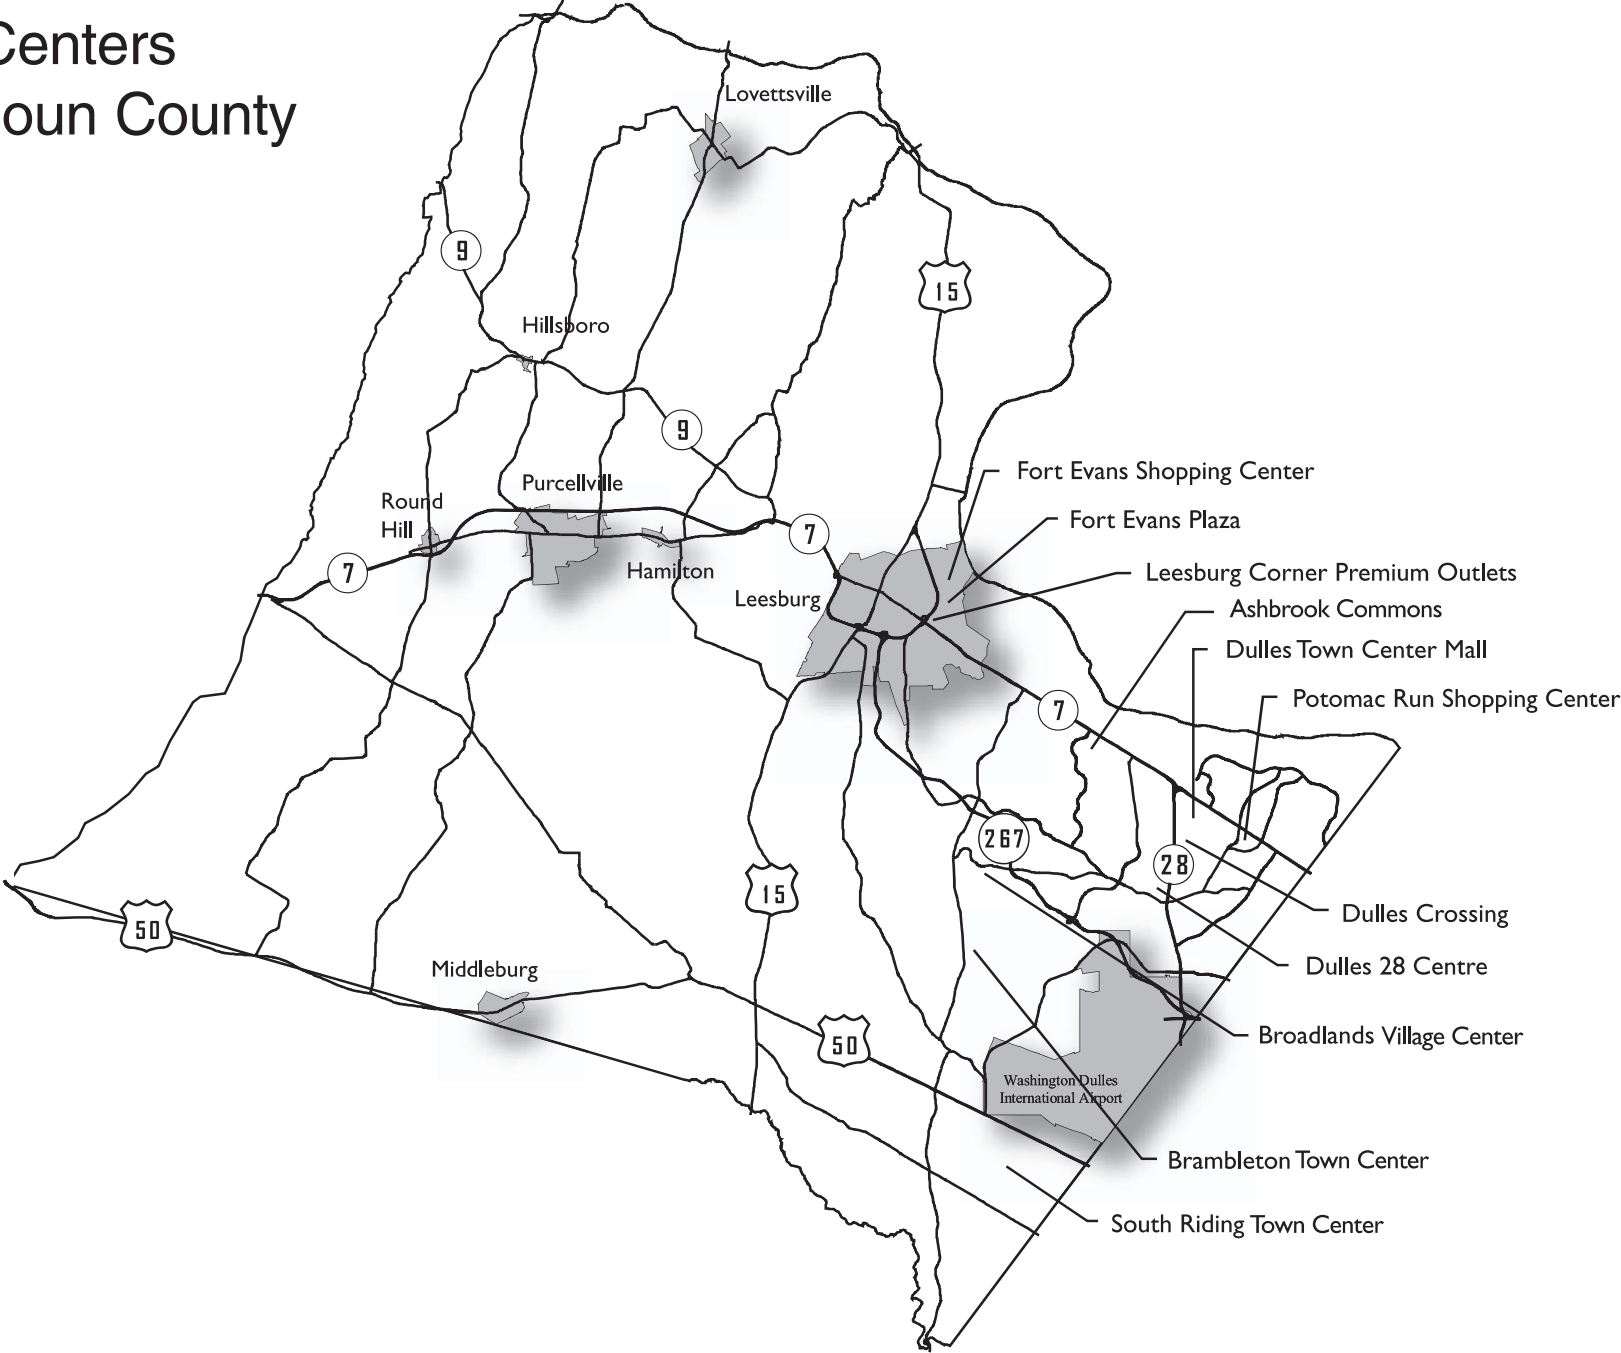 Centers
oun County
Lovettsville
9
15
Hillsboro
9
Fort Evans Shopping Center
Purcellville
Round
Hill
Fort Evans Plaza
7
7
Hamilton
Leesburg
Leesburg Corner Premium Outlets
Ashbrook Commons
Dulles Town Center Mall
Potomac Run Shopping Center
7
267
28
15
50
Dulles Crossing
Middleburg
Dulles 28 Centre
50
Broadlands Village Center
Washington Dulles
International Airport
Brambleton Town Center
South Riding Town Center